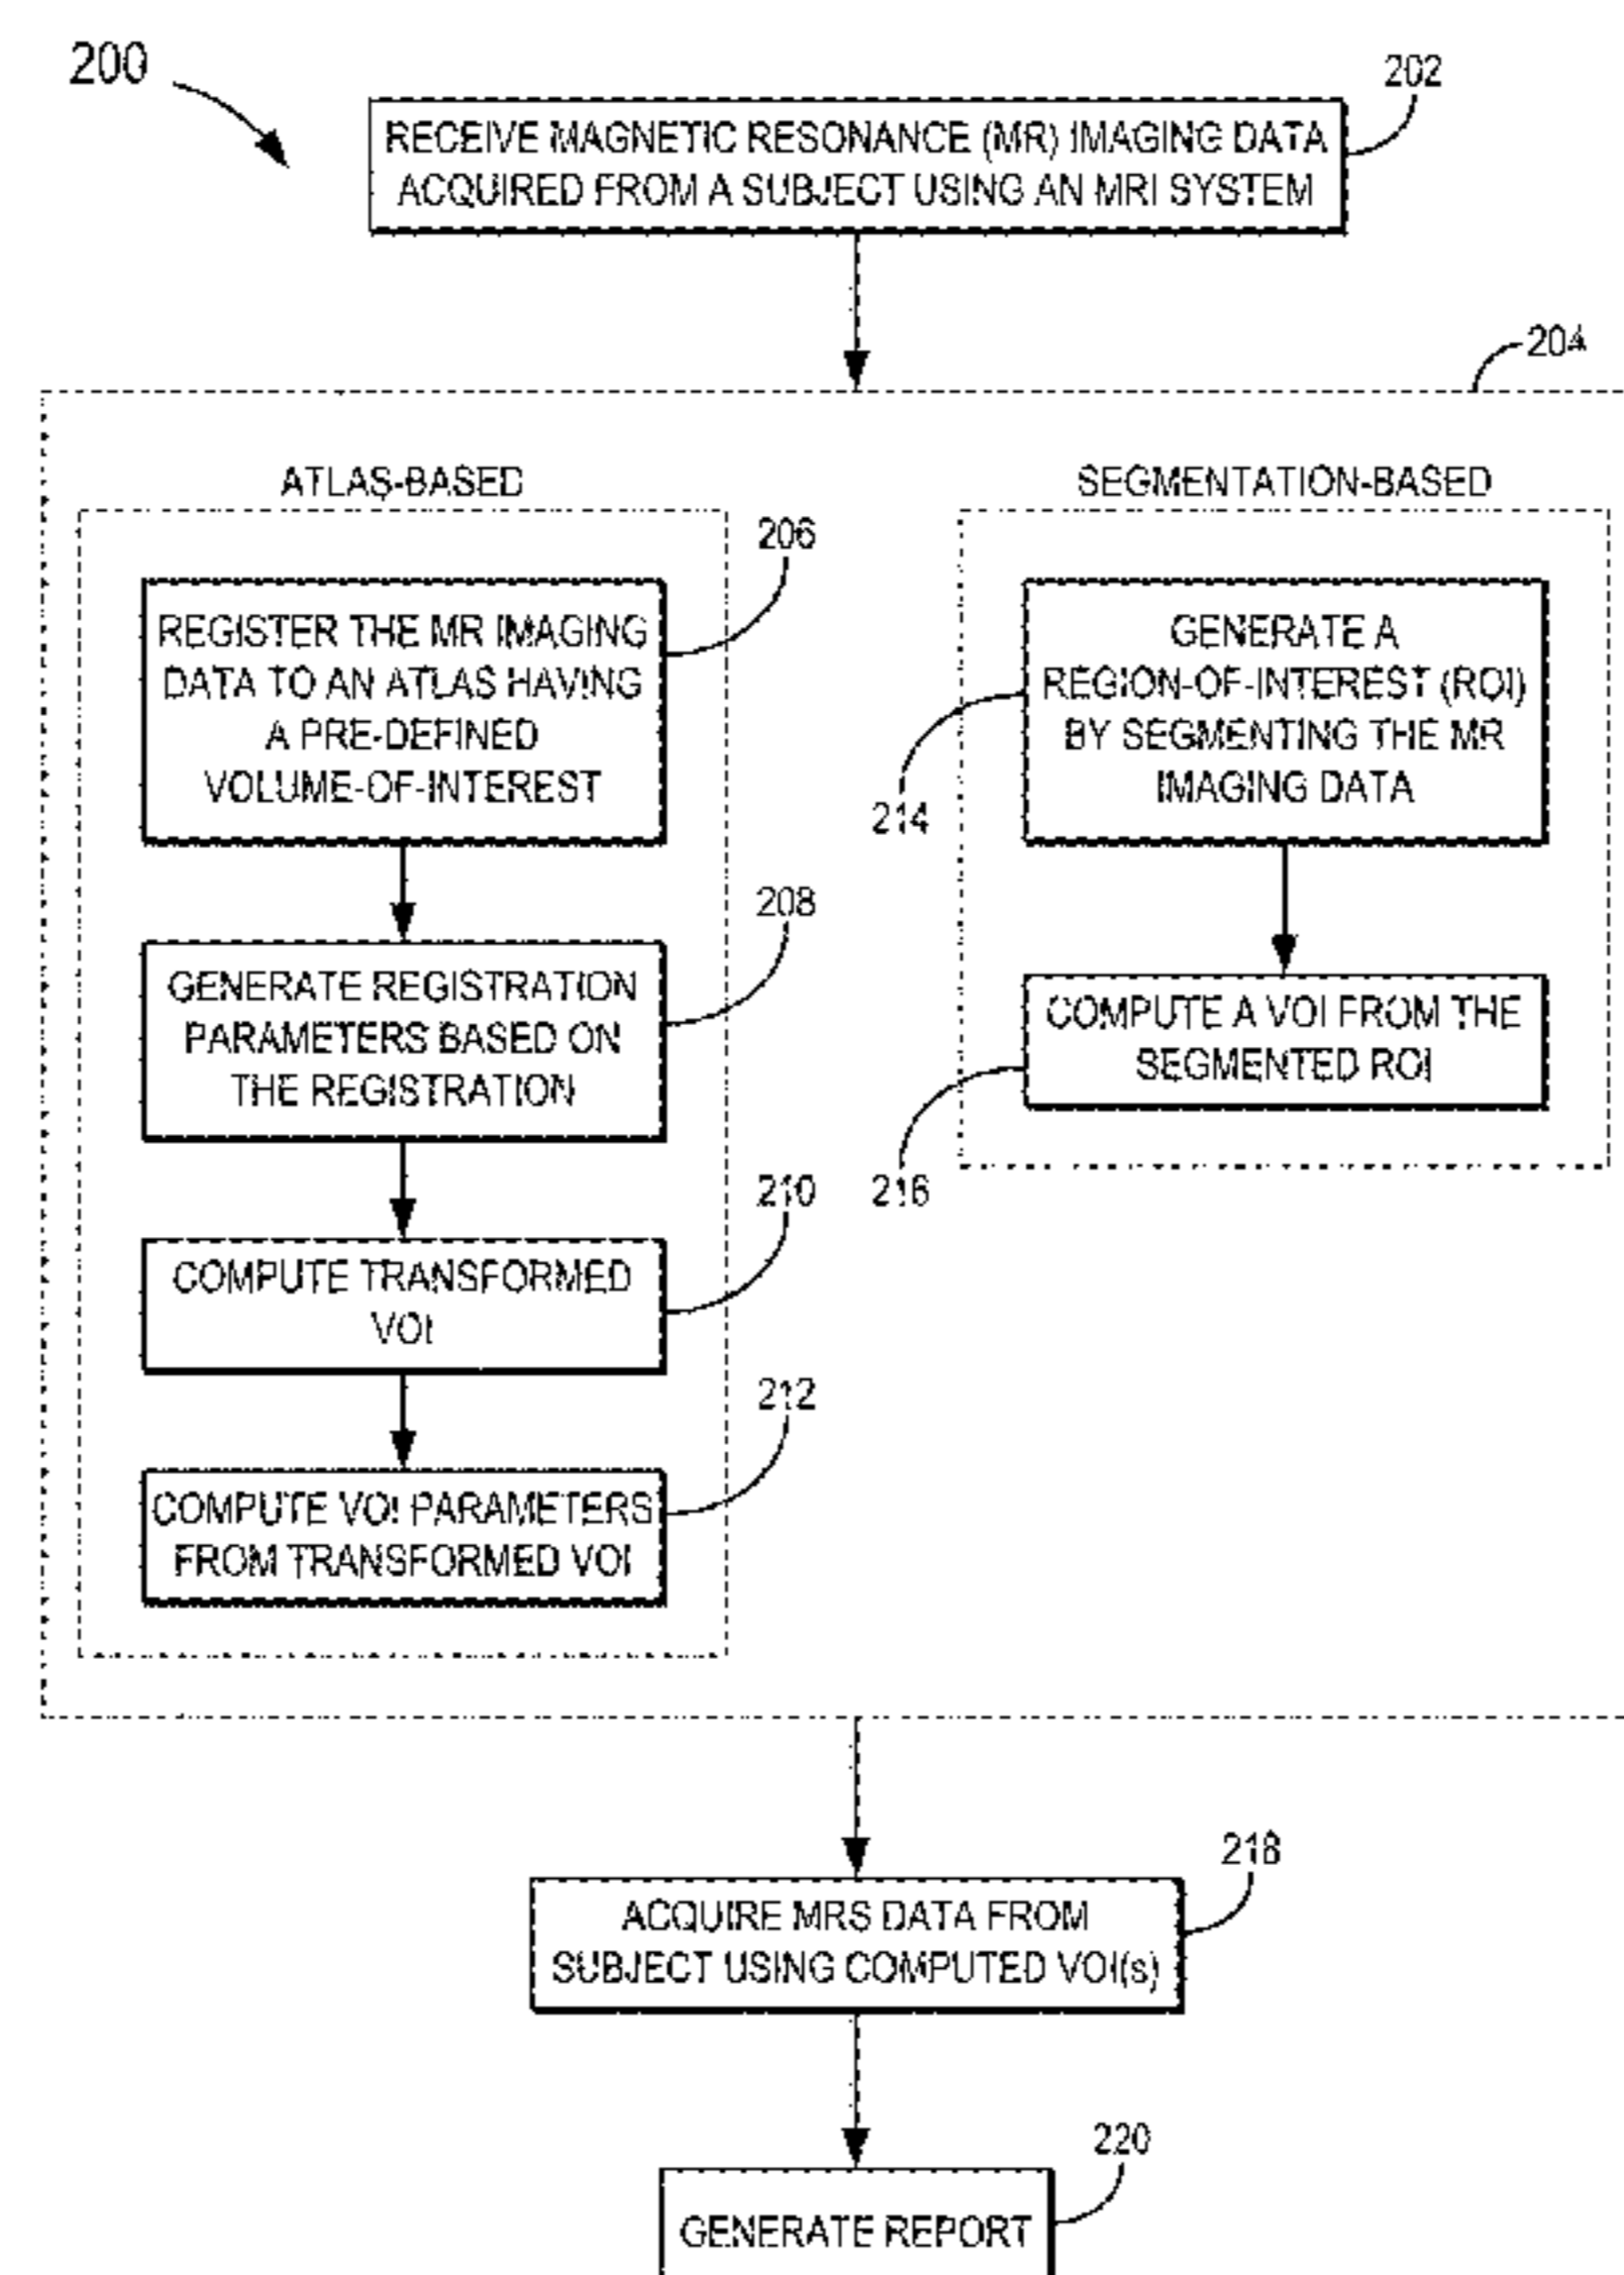 200
202
RECEIVE MAGNETIC RESONANCE (MR) IMAGING DATA
ACQUIRED FROM A SUBJECT USING AN MRI SYSTEM
204
ATLAS-BASED
206
REGISTER THE MR IMAGING
DATA TO AN ATLAS HAVING
A PRE-DEFINED
VOLUME-OF-INTEREST
208
GENERATE REGISTRATION
PARAMETERS BASED ON
THE REGISTRATION
210
COMPUTE TRANSFORMED
VOI
212
COMPUTE VOI PARAMETERS
FROM TRANSFORMED VOI
SEGMENTATION-BASED
GENERATE A
REGION-OF-INTEREST (ROI)
BY SEGMENTING THE MR
IMAGING DATA
214
COMPUTE A VOI FROM THE
SEGMENTED ROI
216
218
ACQUIRE MRS DATA FROM
SUBJECT USING COMPUTED VOI(s)
220
GENERATE REPORT